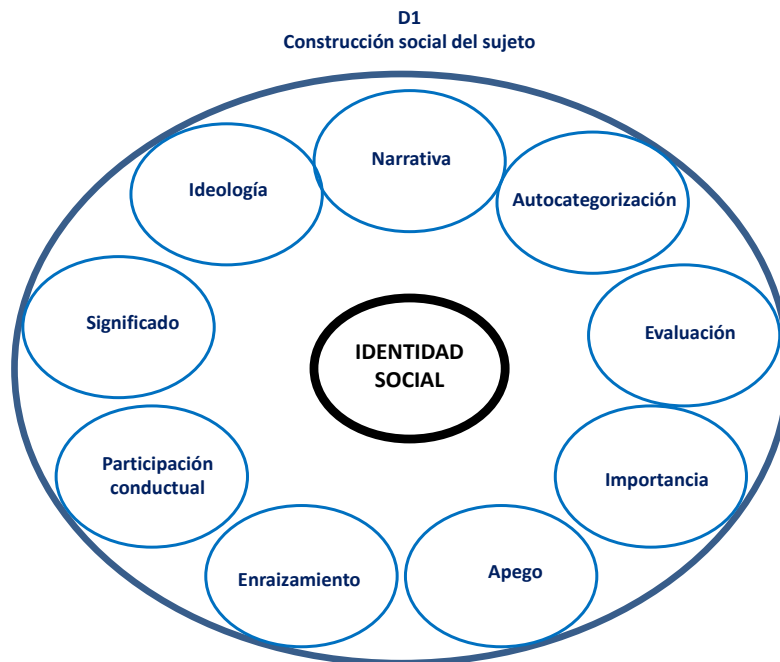 D1
Construcción social del sujeto
Narrativa
Ideología
Autocategorización
Significado
Evaluación
IDENTIDAD
SOCIAL
Participación
conductual
Importancia
Enraizamiento
Apego